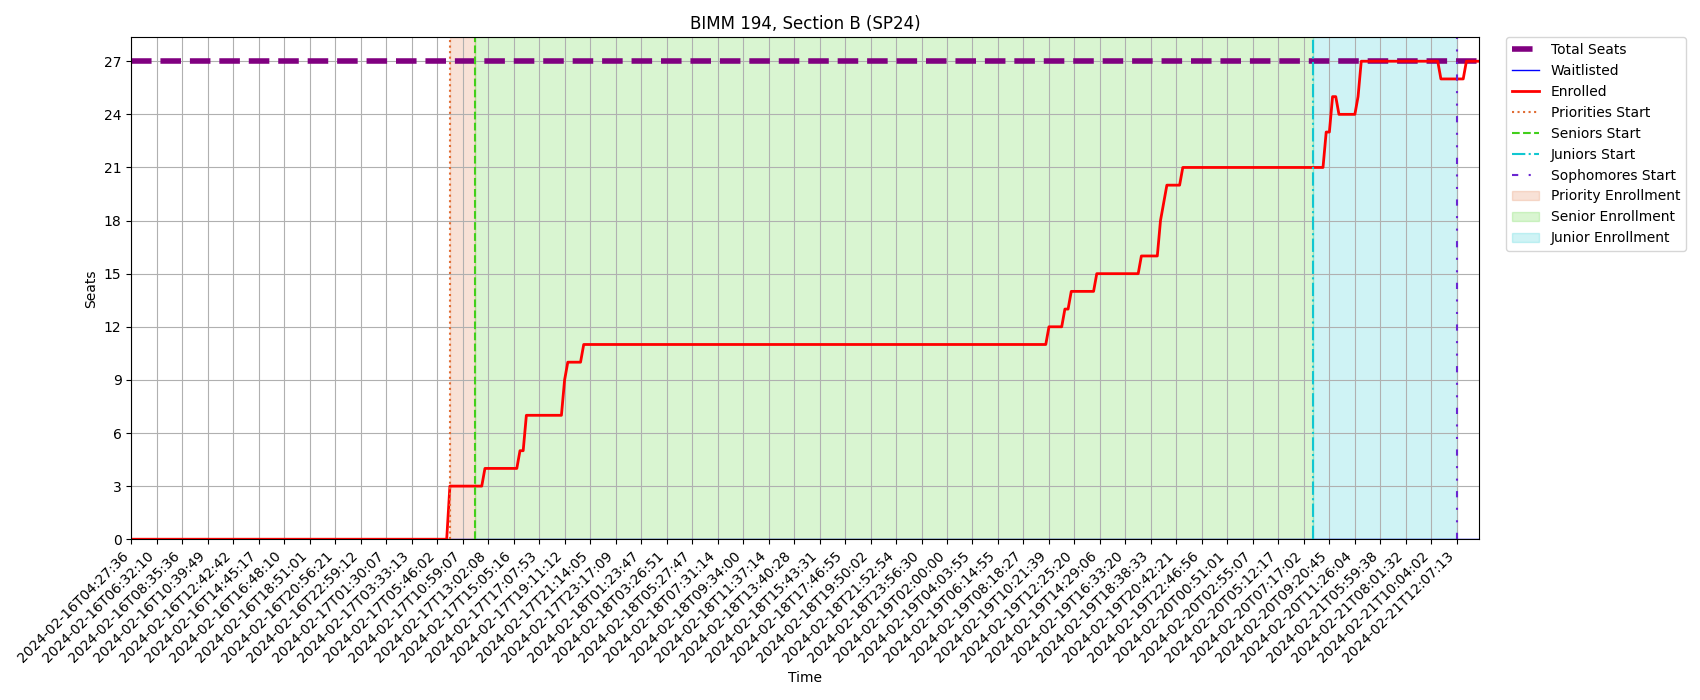 BIMM 194, Section B (SP24)
Seats
27
24
21
18
15
12
9
6
3
0
2024-02-16T04:27:36
2024-02-16T06:32:10
2024-02-16T08:35:36
2024-02-16T10:39:49
2024-02-16T12:42:42
2024-02-16T14:45:17
2024-02-16T16:48:10
2024-02-16T18:51:01
2024-02-16T20:56:21
2024-02-16T22:59:12
2024-02-17T01:30:07
2024-02-17T03:33:13
2024-02-17T05:46:02
2024-02-17T10:59:07
2024-02-17T13:02:08
2024-02-17T15:05:16
2024-02-17T17:07:53
2024-02-17T19:11:12
2024-02-17T21:14:05
2024-02-17T23:17:09
2024-02-18T01:23:47
2024-02-18T03:26:51
2024-02-18T05:27:47
2024-02-18T07:31:14
2024-02-18T09:34:00
2024-02-18T11:37:14
2024-02-18T13:40:28
2024-02-18T15:43:31
2024-02-18T17:46:55
2024-02-18T19:50:02
2024-02-18T21:52:54
2024-02-18T23:56:30
2024-02-19T02:00:00
2024-02-19T04:03:55
2024-02-19T06:14:55
2024-02-19T08:18:27
2024-02-19T10:21:39
2024-02-19T12:25:20
2024-02-19T14:29:06
2024-02-19T16:33:20
2024-02-19T18:38:33
2024-02-19T20:42:21
2024-02-19T22:46:56
2024-02-20T00:51:01
2024-02-20T02:55:07
2024-02-20T05:12:17
2024-02-20T07:17:02
2024-02-20T09:20:45
2024-02-20T11:26:04
2024-02-21T05:59:38
2024-02-21T08:01:32
2024-02-21T10:04:02
2024-02-21T12:07:13
Time
Total Seats
Waitlisted
Enrolled
Priorities Start
Seniors Start
Juniors Start
Sophomores Start
Priority Enrollment
Senior Enrollment
Junior Enrollment